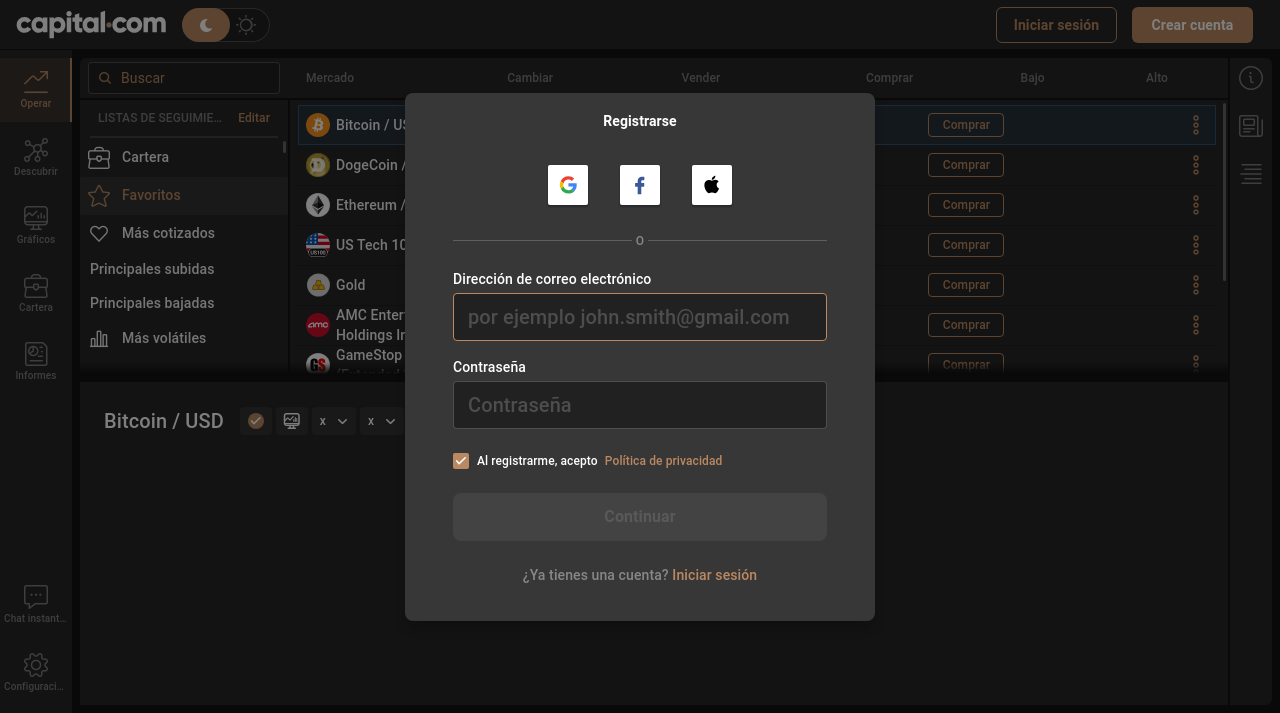 capital.com
Iniciar sesión
Crear cuenta
Operar
Descubrir
Gráficos
Cartera
Informes
Chat instant...
Configuraci...
Buscar
LISTAS DE SEGUIMIE... Editar
Cartera
Favoritos
Más cotizados
Principales subidas
Principales bajadas
Más volátiles
Mercado Cambiar Vender Comprar Bajo Alto
Bitcoin / US Comprar
DogeCoin / Comprar
Ethereum / Comprar
US Tech 10 Comprar
Gold Comprar
AMC Enter
Holdings In Comprar
GameStop Comprar
Bitcoin / USD x x
Registrarse
O
Dirección de correo electrónico
por ejemplo john.smith@gmail.com
Contraseña
Contraseña
Al registrarme, acepto Política de privacidad
Continuar
¿Ya tienes una cuenta? Iniciar sesión